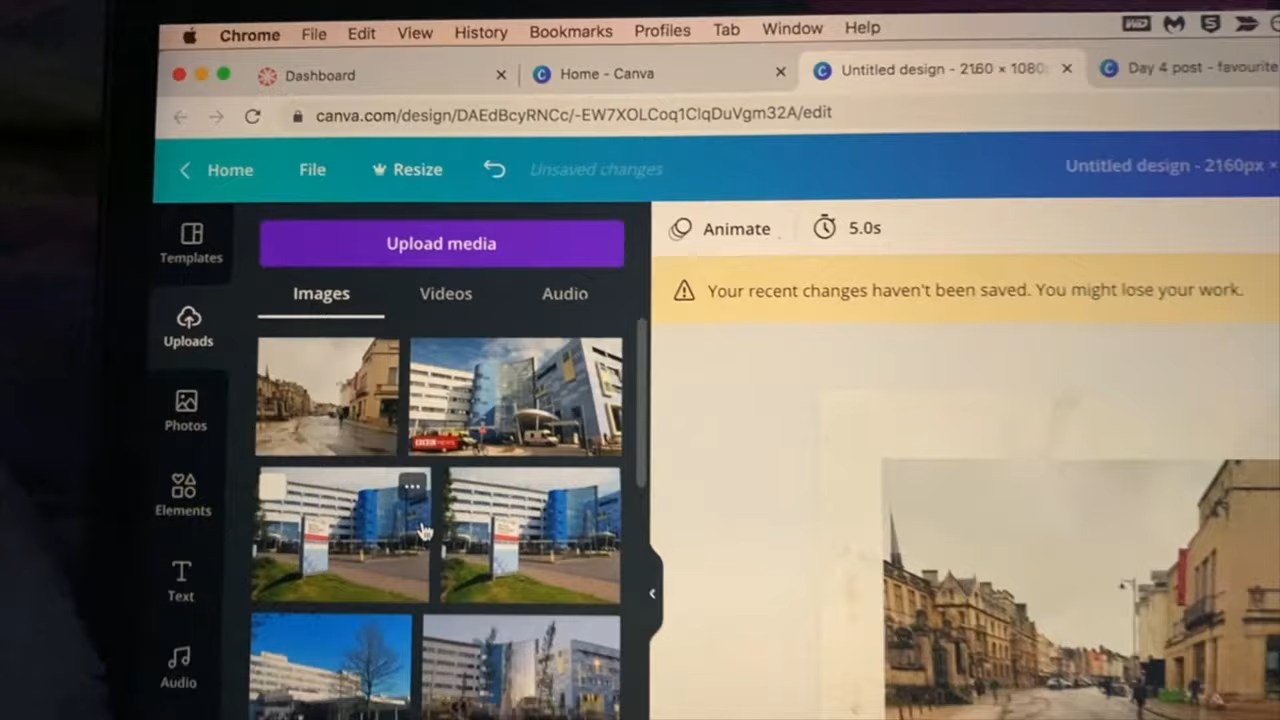 Chrome File Edit View History Bookmarks Profiles Tab Window Help
Dashboard Home - Canva Untitled design - 2160 × 1080 Day 4 post - favourite
canva.com/design/DAEdBcyRNCc/-EW7XOLCoq1ClqDuVgm32A/edit
Home File Resize Unsaved changes Untitled design - 2160px ×
Templates
Uploads
Photos
Elements
Text
Audio
Upload media
Images Videos Audio
BBC NEWS
Animate 5.0s
Your recent changes haven't been saved. You might lose your work.